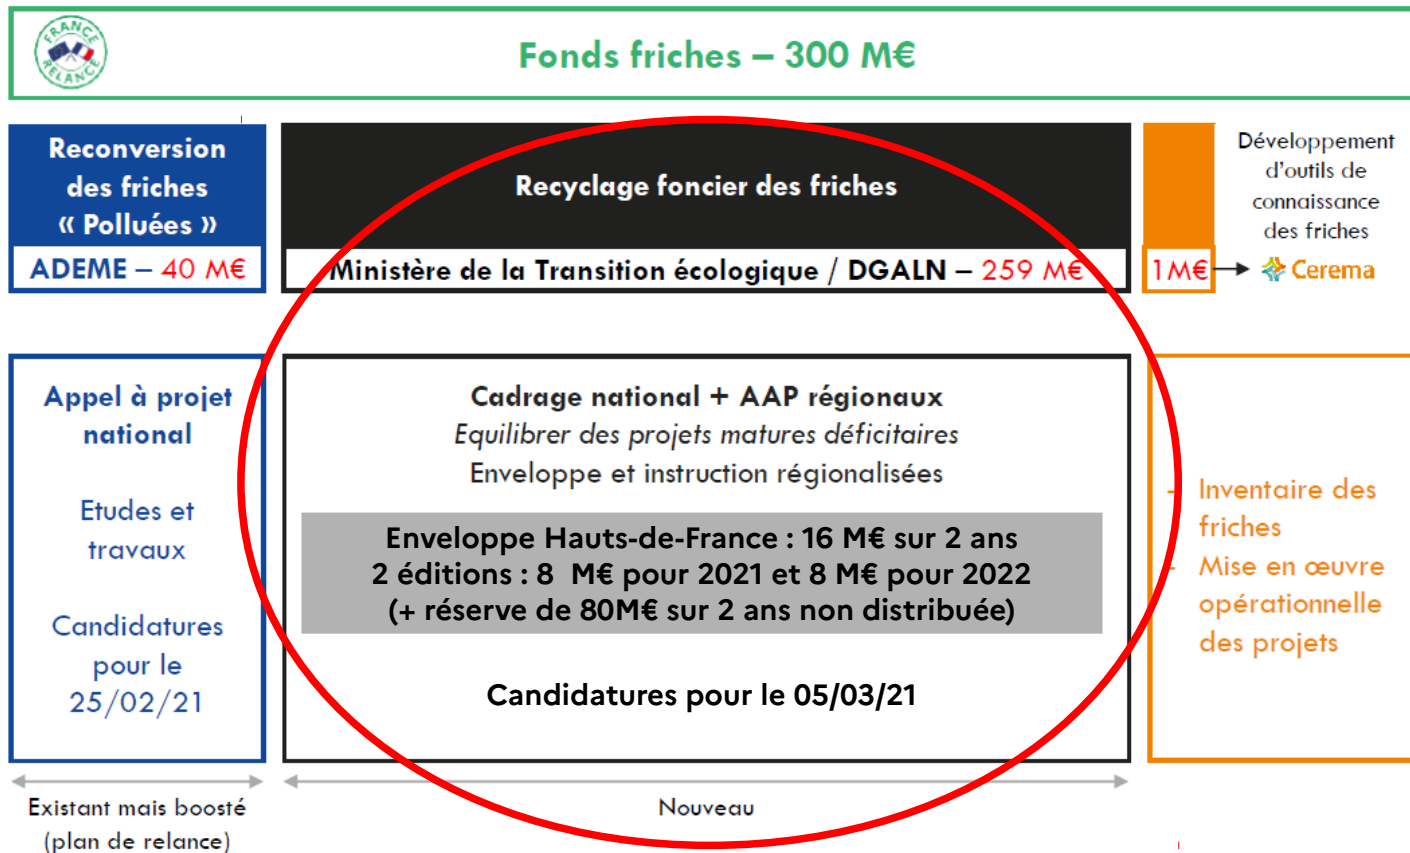 FRANCE
RELANCE
Fonds friches – 300 M€
Reconversion
des friches
« Polluées »
ADEME – 40 M€
Recyclage foncier des friches
Ministère de la Transition écologique / DGALN – 259 M€
1M€
Développement
d'outils de
connaissance
des friches
Cerema
Appel à projet
national
Etudes et
travaux
Candidatures
pour le
25/02/21
Cadrage national + AAP régionaux
Equilibrer des projets matures déficitaires
Enveloppe et instruction régionalisées
Enveloppe Hauts-de-France : 16 M€ sur 2 ans
2 éditions : 8  M€ pour 2021 et 8 M€ pour 2022
(+ réserve de 80M€ sur 2 ans non distribuée)
Candidatures pour le 05/03/21
- Inventaire des
friches
- Mise en œuvre
opérationnelle
des projets
Existant mais boosté
(plan de relance)
Nouveau